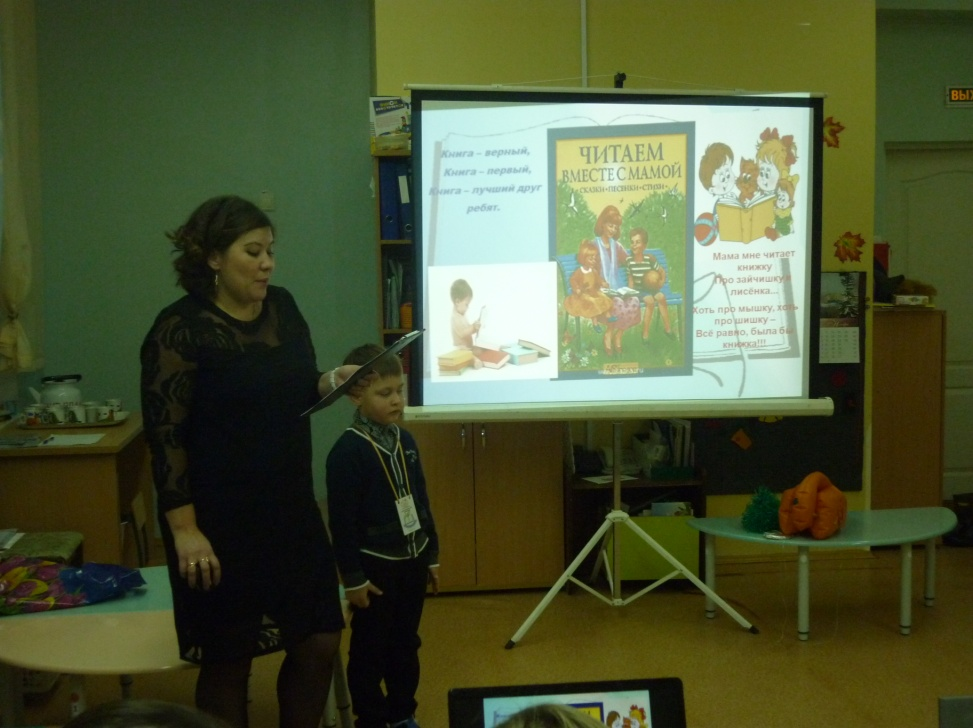 Книга – верный,
Книга – первый,
Книга – лучший друг
ребят.
ЧИТАЕМ
ВМЕСТЕ С МАМОЙ
СКАЗКИ • ПЕСЕНКИ • СТИХИ
Мама мне читает
книжку
Про зайчишку и
лисёнка...
Хоть про мышку, хоть
про шишку –
Всё равно, была бы
книжка!!!
ВЫХ